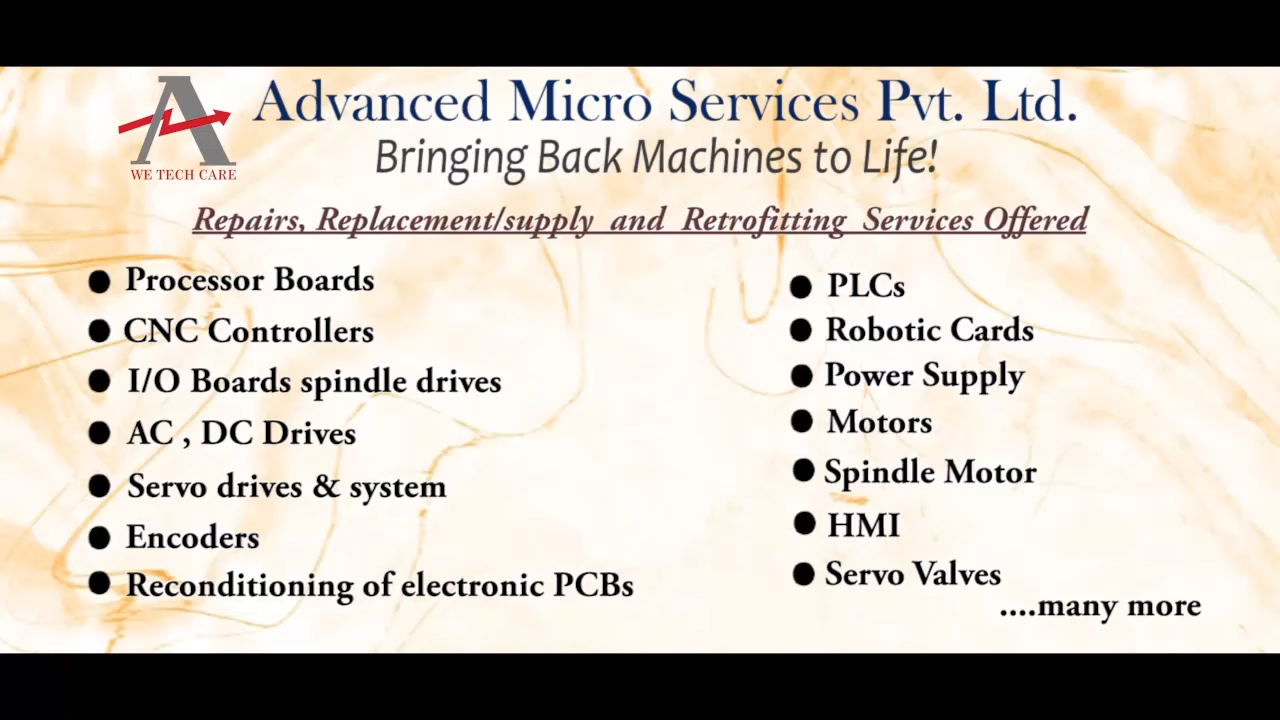 Advanced Micro Services Pvt. Ltd.
Bringing Back Machines to Life!
WE TECH CARE
Repairs, Replacement/supply and Retrofitting Services Offered
● Processor Boards
● CNC Controllers
● I/O Boards spindle drives
● AC , DC Drives
● Servo drives & system
● Encoders
● Reconditioning of electronic PCBs
● PLCs
● Robotic Cards
● Power Supply
● Motors
● Spindle Motor
● HMI
● Servo Valves
....many more